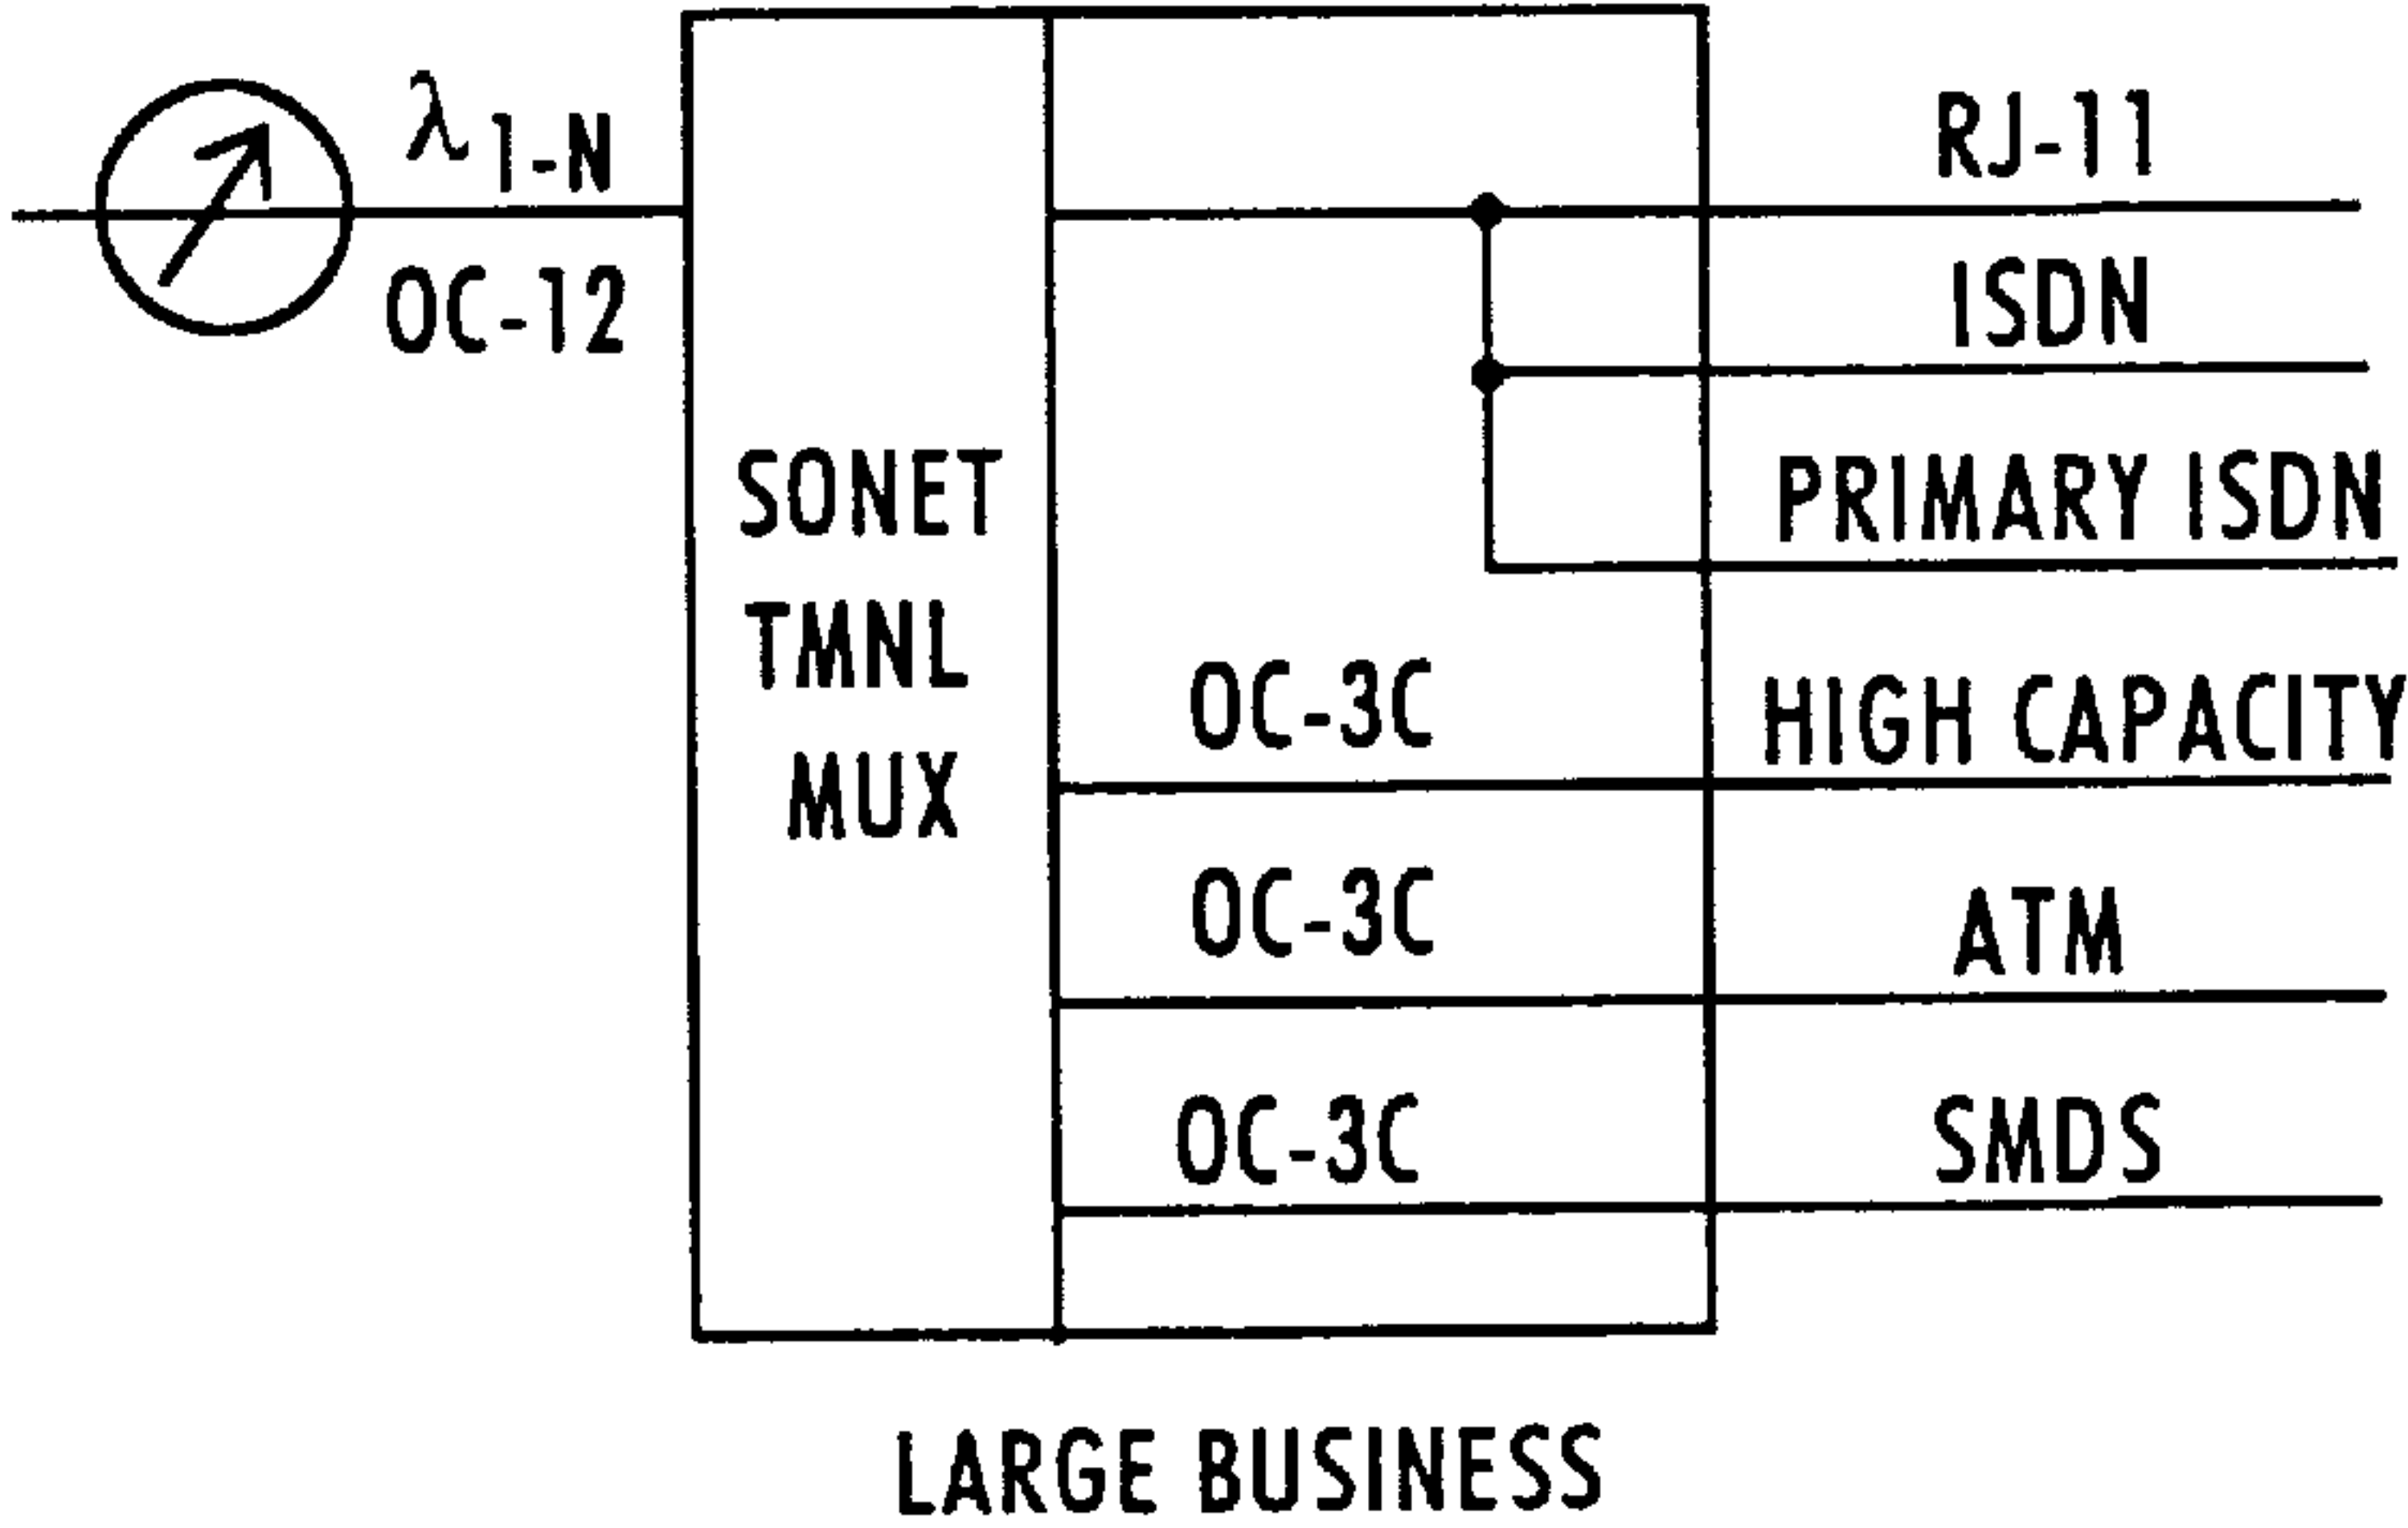 λ1-N
OC-12
SONET
TMNL
MUX
RJ-11
ISDN
PRIMARY ISDN
OC-3C
HIGH CAPACITY
OC-3C
ATM
OC-3C
SMDS
LARGE BUSINESS